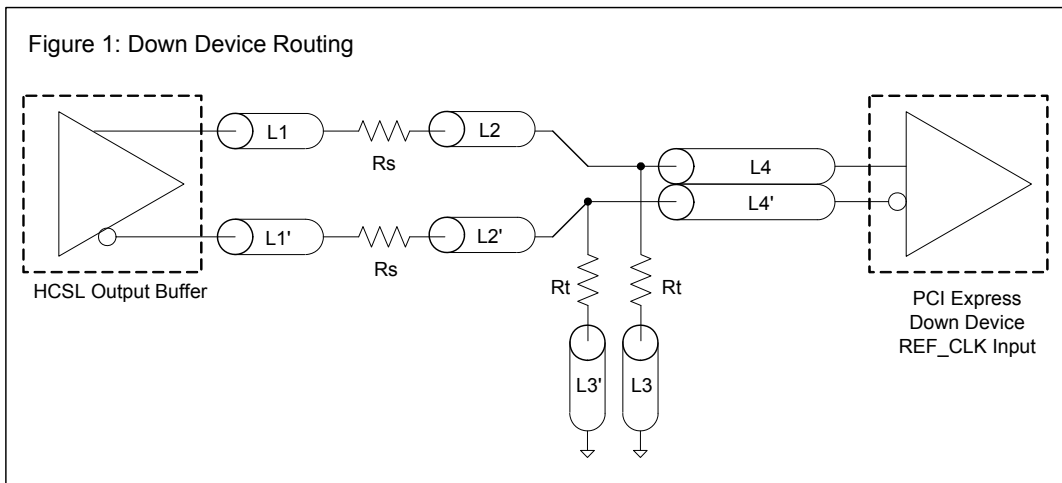 Figure 1: Down Device Routing
L1
Rs
L2
L4
L4'
L1'
Rs
L2'
HCSL Output Buffer
Rt
Rt
L3'
L3
PCI Express
Down Device
REF_CLK Input